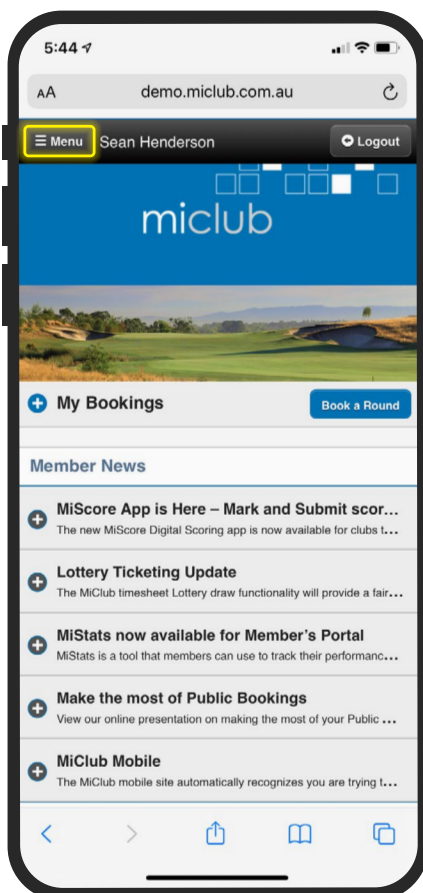 5:44
AA demo.miclub.com.au
☰ Menu Sean Henderson Logout
miclub
My Bookings Book a Round
Member News
MiScore App is Here – Mark and Submit scor...
The new MiScore Digital Scoring app is now available for clubs t...
Lottery Ticketing Update
The MiClub timesheet Lottery draw functionality will provide a fair...
MiStats now available for Member's Portal
MiStats is a tool that members can use to track their performanc...
Make the most of Public Bookings
View our online presentation on making the most of your Public ...
MiClub Mobile
The MiClub mobile site automatically recognizes you are trying t...